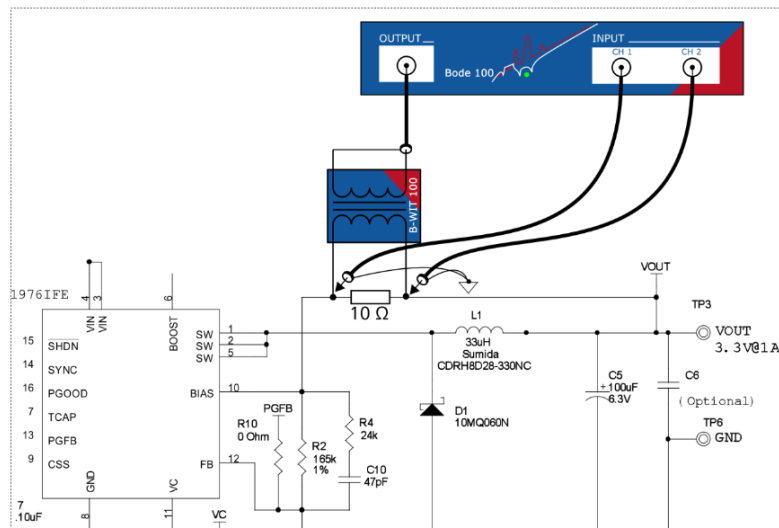 OUTPUT
INPUT
CH 1
CH 2
Bode 100
B-WIT 100
10 Ω
VOUT
1976IFE
4
3
6
VIN
VIN
BOOST
15
SHDN
SW
1
14
SYNC
SW
2
SW
5
16
PGOOD
BIAS
10
7
TCAP
13
PGFB
9
CSS
FB
12
GND
VC
8
11
7
.10uF
VC
PGFB
R10
0 Ohm
R2
165k
1%
R4
24k
C10
47pF
L1
33uH
Sumida
CDRH8D28-330NC
D1
10MQ060N
C5
+
100uF
6.3V
C6
(Optional)
TP3
VOUT
3.3V@1A
TP6
GND